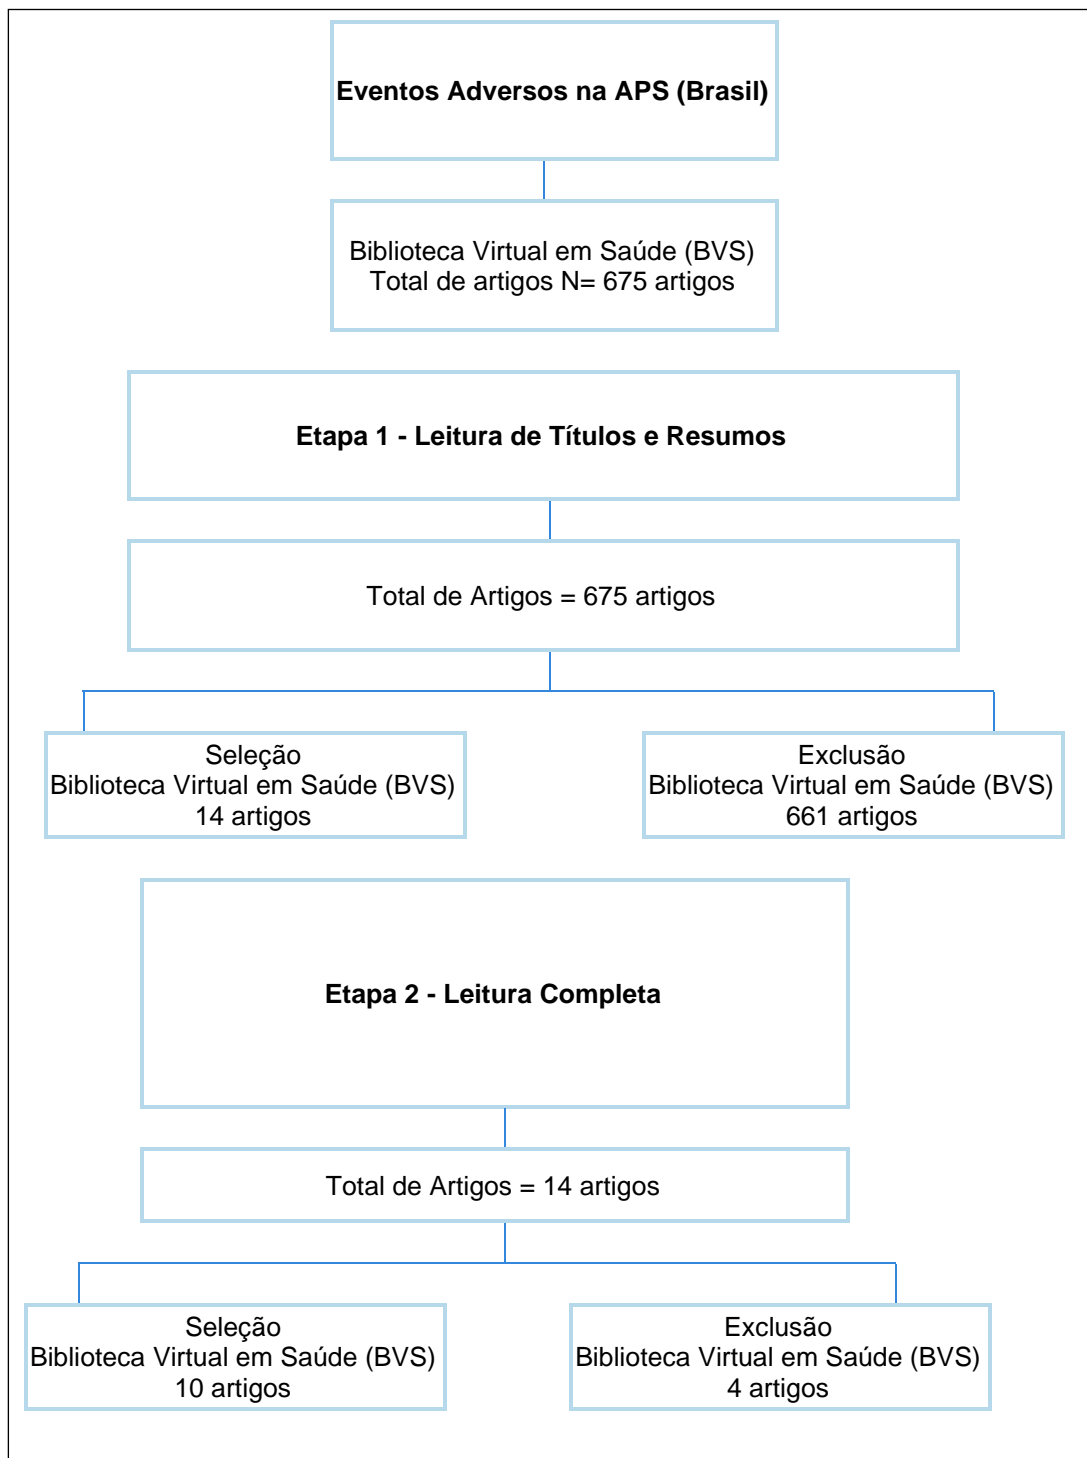 Eventos Adversos na APS (Brasil)
Biblioteca Virtual em Saúde (BVS)
Total de artigos N= 675 artigos
Etapa 1 - Leitura de Títulos e Resumos
Total de Artigos = 675 artigos
Seleção
Biblioteca Virtual em Saúde (BVS)
14 artigos
Exclusão
Biblioteca Virtual em Saúde (BVS)
661 artigos
Etapa 2 - Leitura Completa
Total de Artigos = 14 artigos
Seleção
Biblioteca Virtual em Saúde (BVS)
10 artigos
Exclusão
Biblioteca Virtual em Saúde (BVS)
4 artigos